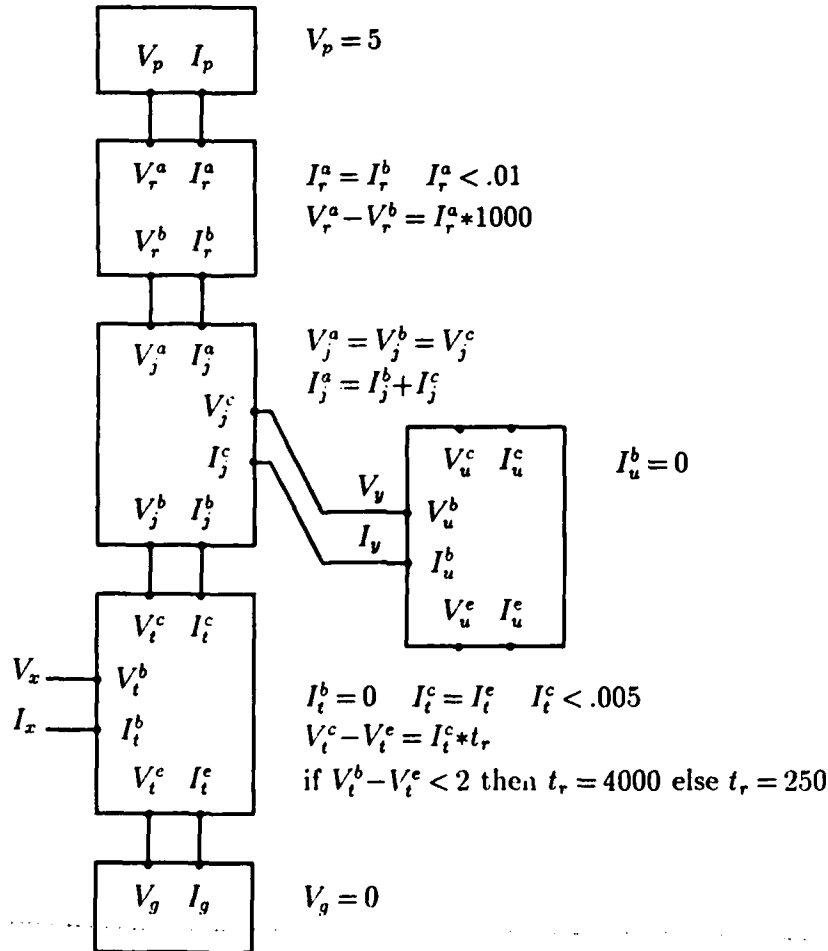 V_p I_p V_p = 5
V_r^a I_r^a I_r^a = I_r^b I_r^a < .01
V_r^a − V_r^b = I_r^a * 1000
V_r^b I_r^b
V_j^a I_j^a V_j^a = V_j^b = V_j^c
I_j^a = I_j^b + I_j^c
V_j^c
I_j^c
V_j^b I_j^b
V_u^c I_u^c I_u^b = 0
V_y V_u^b
I_y I_u^b
V_u^e I_u^e
V_t^c I_t^c
V_x V_t^b
I_x I_t^b
V_t^e I_t^e
I_t^b = 0 I_t^c = I_t^e I_t^c < .005
V_t^c − V_t^e = I_t^c * t_r
if V_t^b − V_t^e < 2 then t_r = 4000 else t_r = 250
V_g I_g V_g = 0